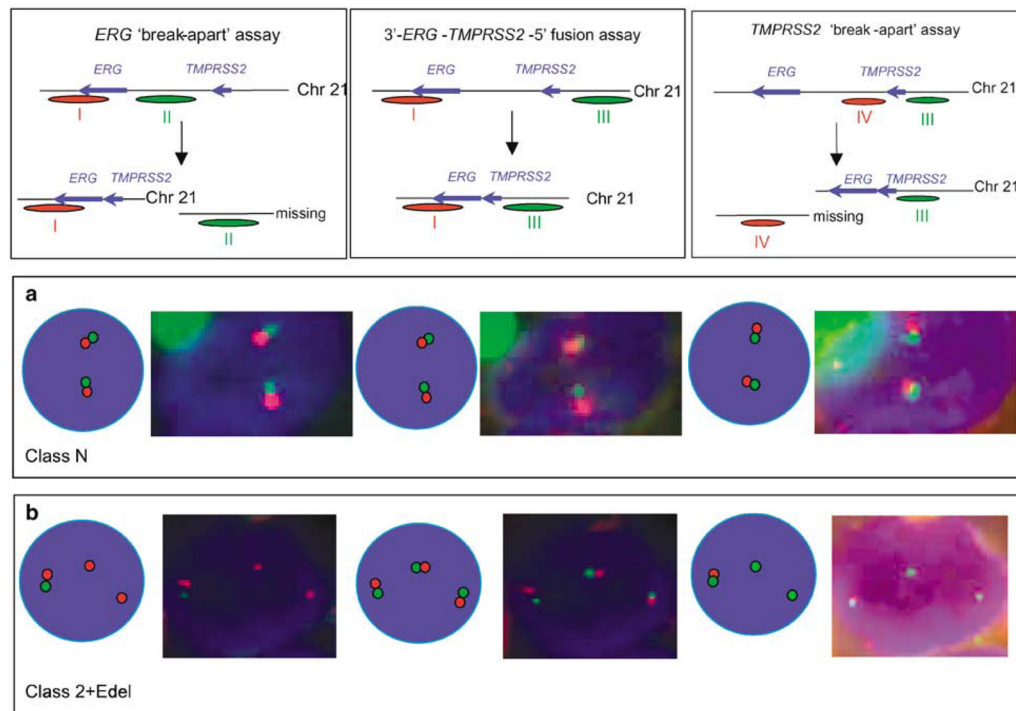 ERG 'break-apart' assay
ERG
TMPRSS2
Chr 21
I
II
ERG
TMPRSS2
Chr 21
I
missing
II
3'-ERG -TMPRSS2 -5' fusion assay
ERG
TMPRSS2
Chr 21
I
III
ERG
TMPRSS2
Chr 21
I
III
TMPRSS2 'break -apart' assay
ERG
TMPRSS2
Chr 21
IV
III
ERG
TMPRSS2
Chr 21
III
missing
IV
a
Class N
b
Class 2+Edel